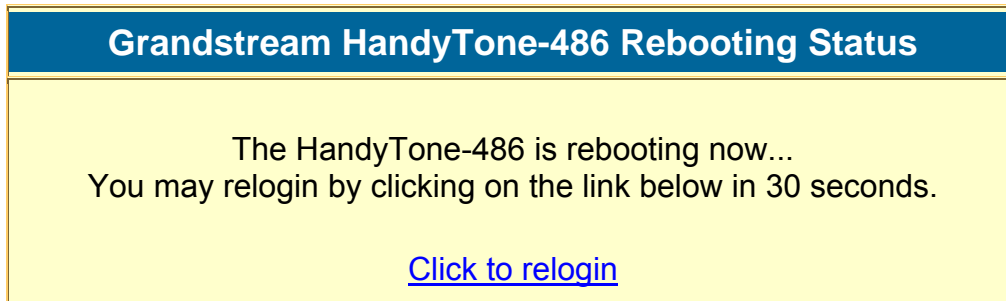 Grandstream HandyTone-486 Rebooting Status
The HandyTone-486 is rebooting now...
You may relogin by clicking on the link below in 30 seconds.
Click to relogin